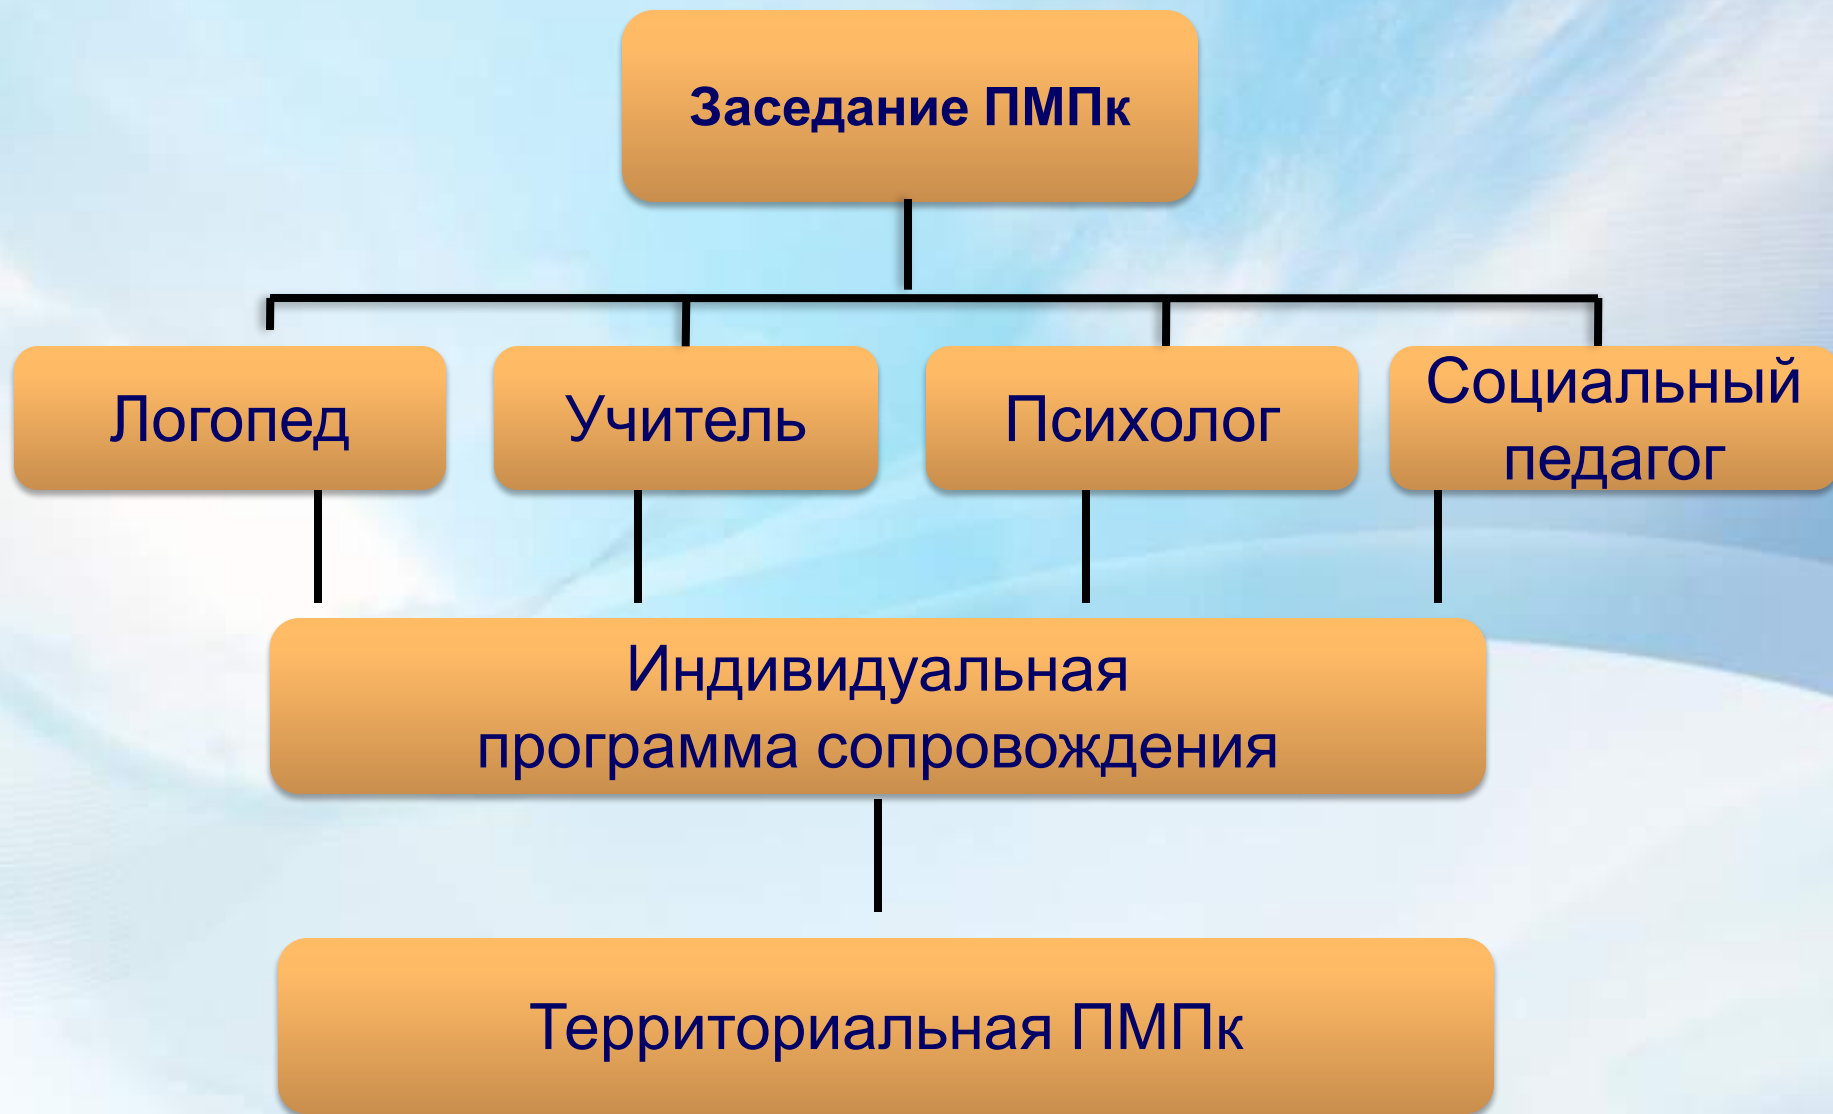 Заседание ПМПк
Логопед
Учитель
Психолог
Социальный
педагог
Индивидуальная
программа сопровождения
Территориальная ПМПк